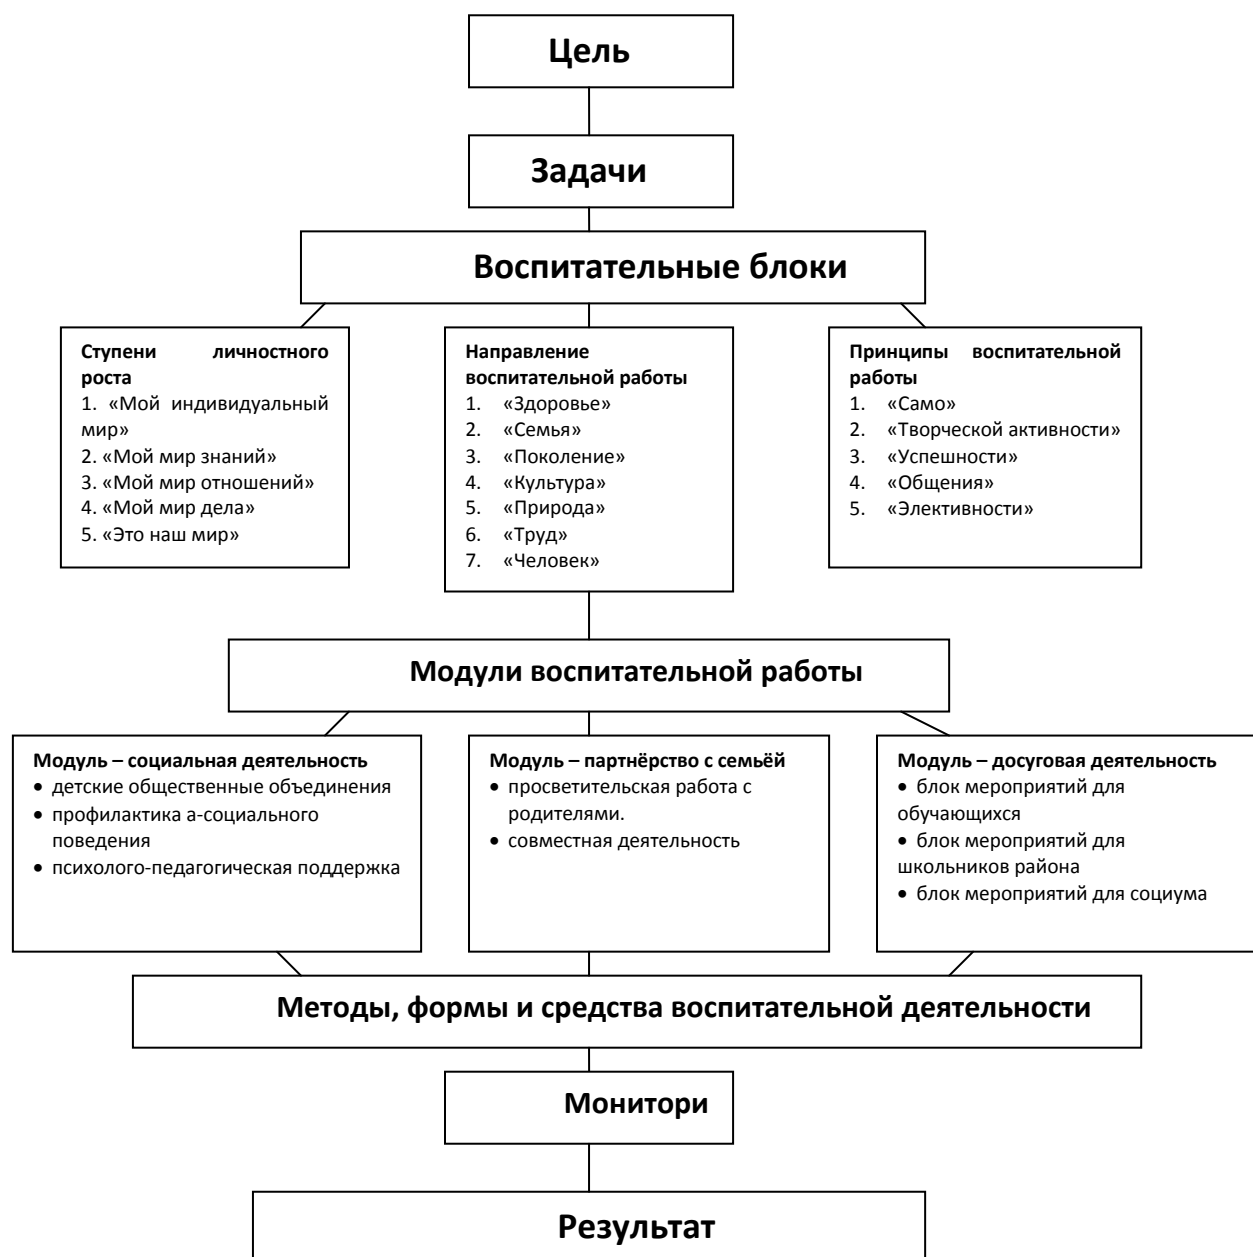 Цель
Задачи
Воспитательные блоки
Ступени личностного
роста
1. «Мой индивидуальный
мир»
2. «Мой мир знаний»
3. «Мой мир отношений»
4. «Мой мир дела»
5. «Это наш мир»
Направление
воспитательной работы
1. «Здоровье»
2. «Семья»
3. «Поколение»
4. «Культура»
5. «Природа»
6. «Труд»
7. «Человек»
Принципы воспитательной
работы
1. «Само»
2. «Творческой активности»
3. «Успешности»
4. «Общения»
5. «Элективности»
Модули воспитательной работы
Модуль – социальная деятельность
• детские общественные объединения
• профилактика а-социального
поведения
• психолого-педагогическая поддержка
Модуль – партнёрство с семьёй
• просветительская работа с
родителями.
• совместная деятельность
Модуль – досуговая деятельность
• блок мероприятий для
обучающихся
• блок мероприятий для
школьников района
• блок мероприятий для социума
Методы, формы и средства воспитательной деятельности
Монитори
Результат